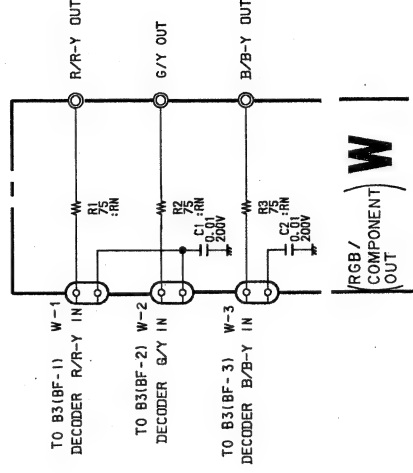 R/R-Y OUT
G/Y OUT
B/B-Y OUT
R1
75
:RN
R2
75
:RN
C1
0.01
200V
R3
75
:RN
C2
0.01
200V
TO B3(BF-1) W-1
DECODER R/R-Y IN
TO B3(BF-2) W-2
DECODER G/Y IN
TO B3(BF-3) W-3
DECODER B/B-Y IN
RGB/
COMPONENT
OUT
W